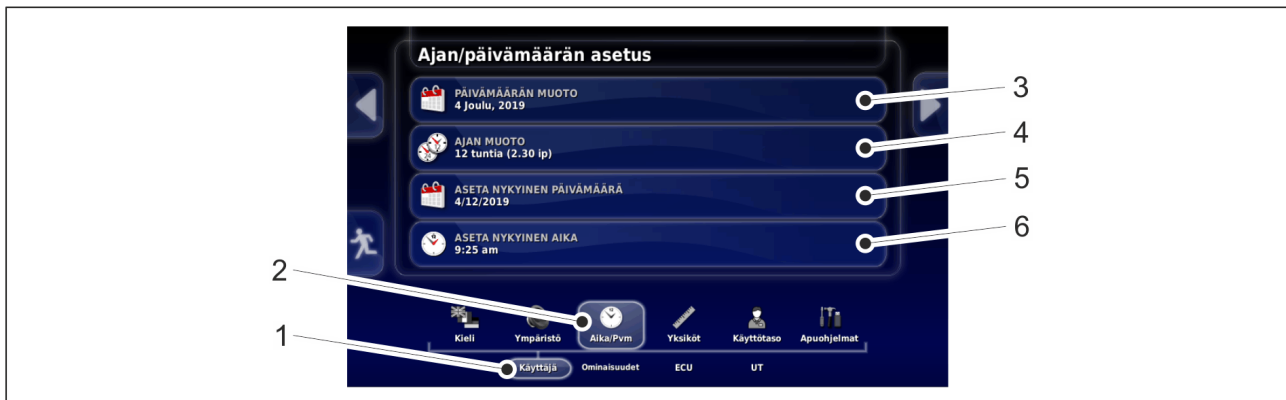 Ajan/päivämäärän asetus
PÄIVÄMÄÄRÄN MUOTO
4 Joulu, 2019
3
AJAN MUOTO
12 tuntia (2.30 ip)
4
ASETA NYKYINEN PÄIVÄMÄÄRÄ
4/12/2019
5
ASETA NYKYINEN AIKA
9:25 am
6
2
Kieli Ympäristö Aika/Pvm Yksiköt Käyttötaso Apuohjelmat
1
Käyttäjä Ominaisuudet ECU UT